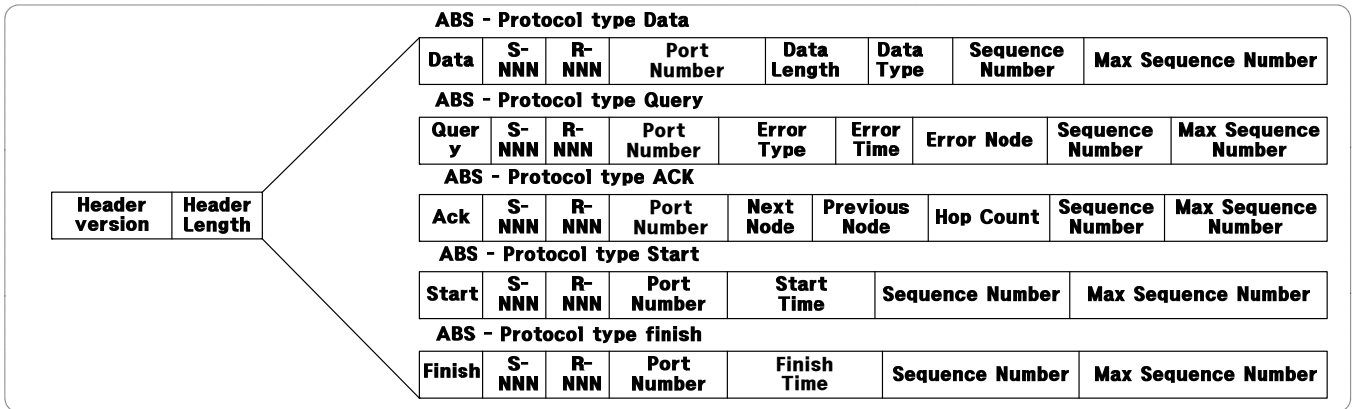 ABS - Protocol type Data
Data S-NNN R-NNN Port Number Data Length Data Type Sequence Number Max Sequence Number
ABS - Protocol type Query
Query S-NNN R-NNN Port Number Error Type Error Time Error Node Sequence Number Max Sequence Number
Header version Header Length
ABS - Protocol type ACK
Ack S-NNN R-NNN Port Number Next Node Previous Node Hop Count Sequence Number Max Sequence Number
ABS - Protocol type Start
Start S-NNN R-NNN Port Number Start Time Sequence Number Max Sequence Number
ABS - Protocol type finish
Finish S-NNN R-NNN Port Number Finish Time Sequence Number Max Sequence Number